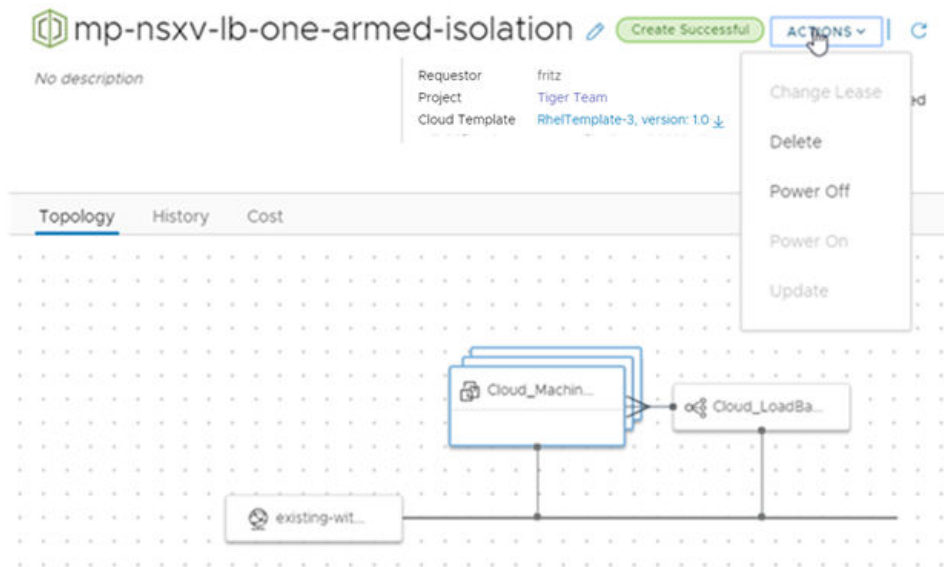 mp-nsxv-lb-one-armed-isolation Create Successful ACTIONS
No description
Requestor fritz
Project Tiger Team
Cloud Template RhelTemplate-3, version: 1.0
Change Lease
Delete
Power Off
Power On
Update
Topology History Cost
Cloud_Machin...
Cloud_LoadBa...
existing-wit...